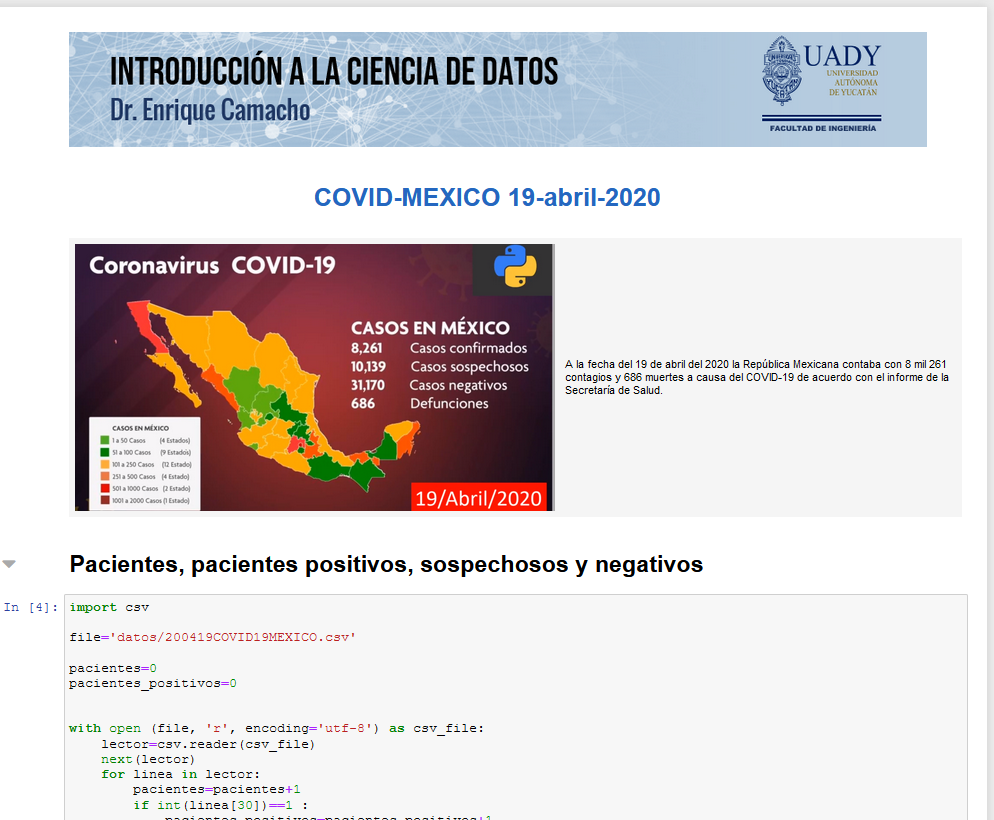 INTRODUCCIÓN A LA CIENCIA DE DATOS
Dr. Enrique Camacho
UADY
UNIVERSIDAD
AUTÓNOMA
DE YUCATÁN
FACULTAD DE INGENIERÍA
COVID-MEXICO 19-abril-2020
Coronavirus COVID-19
CASOS EN MÉXICO
8,261 Casos confirmados
10,139 Casos sospechosos
31,170 Casos negativos
686 Defunciones
CASOS EN MÉXICO
1 a 50 Casos (4 Estados)
51 a 100 Casos (9 Estados)
101 a 250 Casos (12 Estado)
251 a 500 Casos (4 Estado)
501 a 1000 Casos (2 Estado)
1001 a 2000 Casos (1 Estado)
19/Abril/2020
A la fecha del 19 de abril del 2020 la República Mexicana contaba con 8 mil 261
contagios y 686 muertes a causa del COVID-19 de acuerdo con el informe de la
Secretaría de Salud.
Pacientes, pacientes positivos, sospechosos y negativos
In [4]: import csv
file='datos/200419COVID19MEXICO.csv'
pacientes=0
pacientes_positivos=0
with open (file, 'r', encoding='utf-8') as csv_file:
    lector=csv.reader(csv_file)
    next(lector)
    for linea in lector:
        pacientes=pacientes+1
        if int(linea[30])==1 :
            pacientes_positivos=pacientes_positivos+1